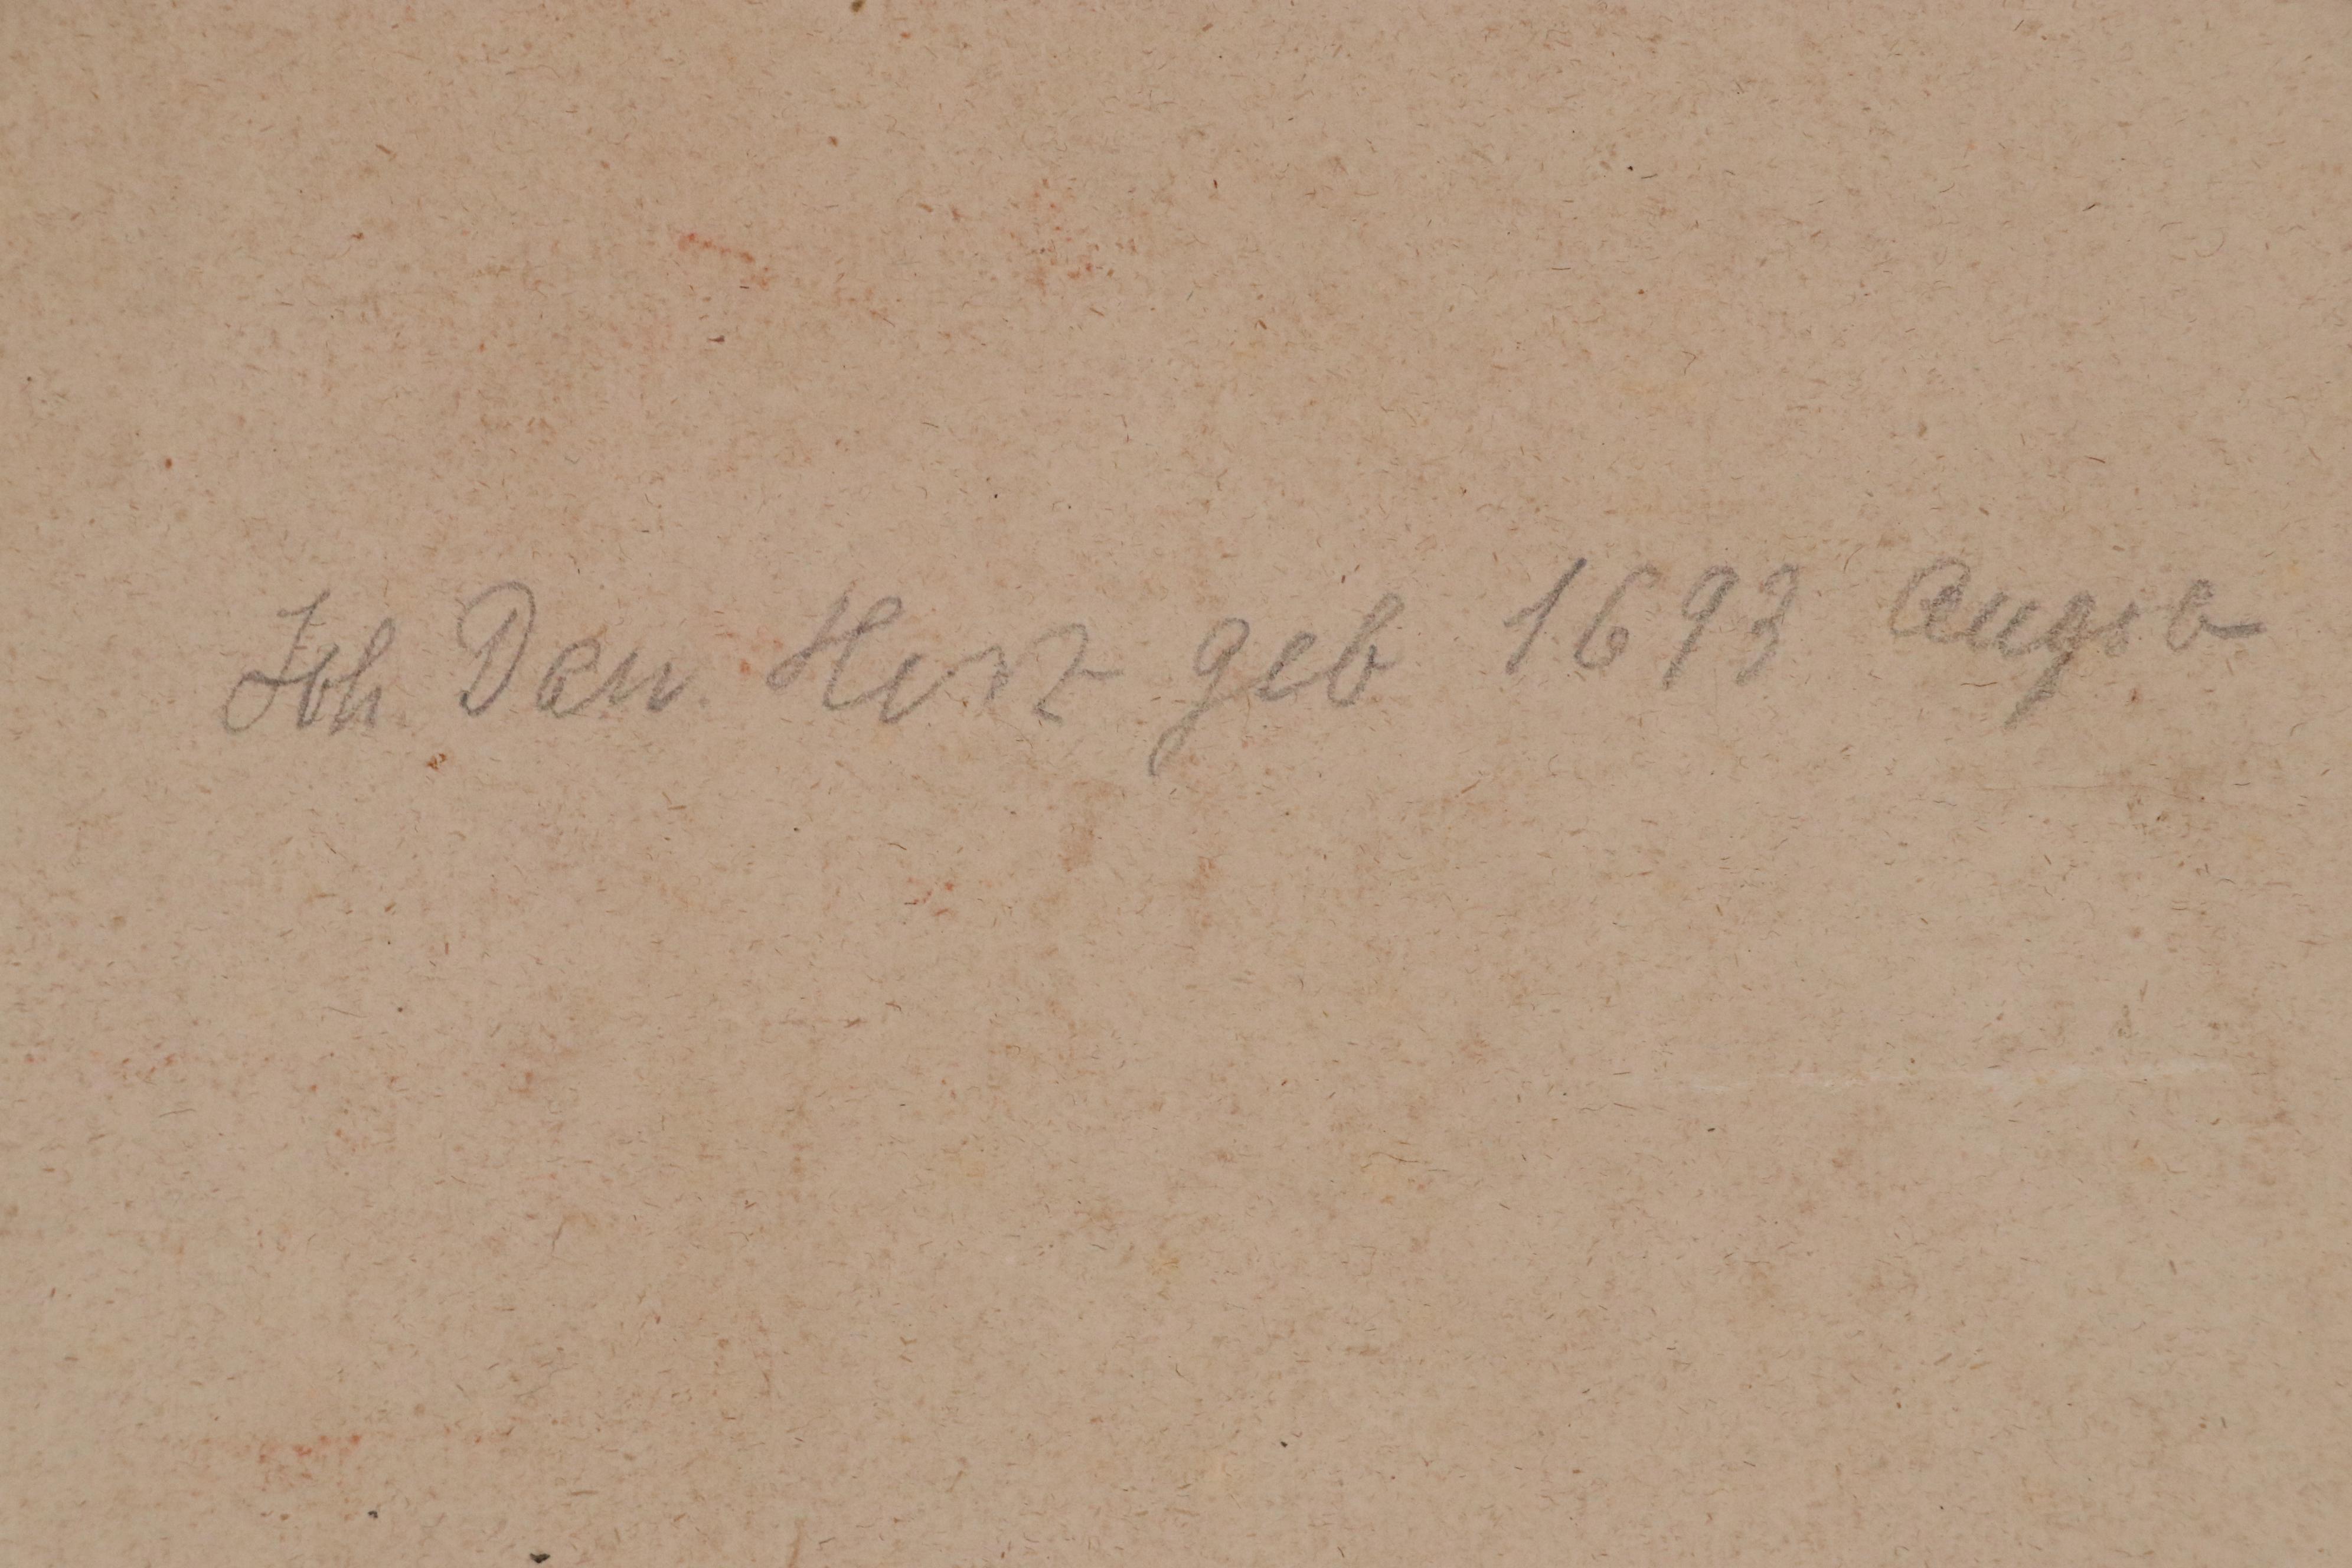 Joh Dan. Herz geb 1693 Augsb